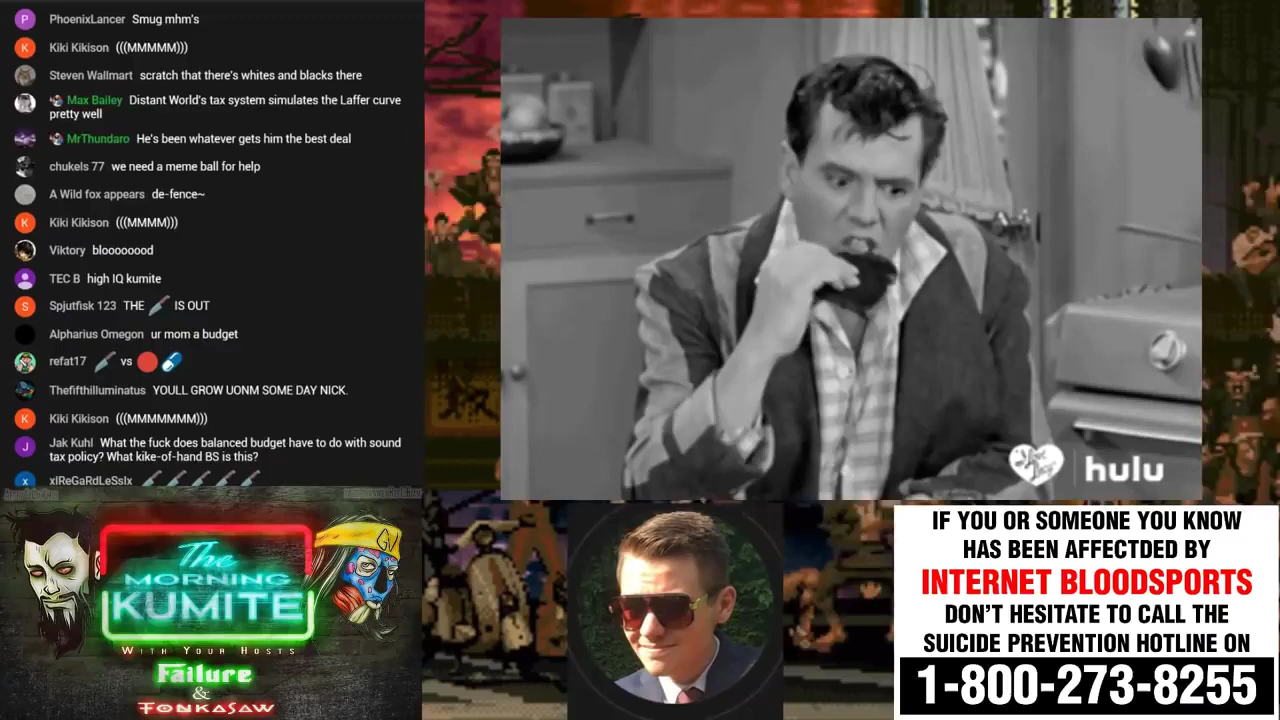 PhoenixLancer Smug mhm's
Kiki Kikison (((MMMMM)))
Steven Wallmart scratch that there's whites and blacks there
Max Bailey Distant World's tax system simulates the Laffer curve
pretty well
MrThundaro He's been whatever gets him the best deal
chukels 77 we need a meme ball for help
A Wild fox appears de-fence~
Kiki Kikison (((MMMM)))
Viktory blooooooood
TEC B high IQ kumite
Spjutfisk 123 THE IS OUT
Alpharius Omegon ur mom a budget
refat17 vs
Thefifthilluminatus YOULL GROW UONM SOME DAY NICK.
Kiki Kikison (((MMMMMMM)))
Jak Kuhl What the fuck does balanced budget have to do with sound
tax policy? What kike-of-hand BS is this?
xIReGaRdLeSsIx
hulu
The
MORNING
KUMITE
WITH YOUR HOSTS
Failure
&
TONKASAW
IF YOU OR SOMEONE YOU KNOW
HAS BEEN AFFECTDED BY
INTERNET BLOODSPORTS
DON'T HESITATE TO CALL THE
SUICIDE PREVENTION HOTLINE ON
1-800-273-8255